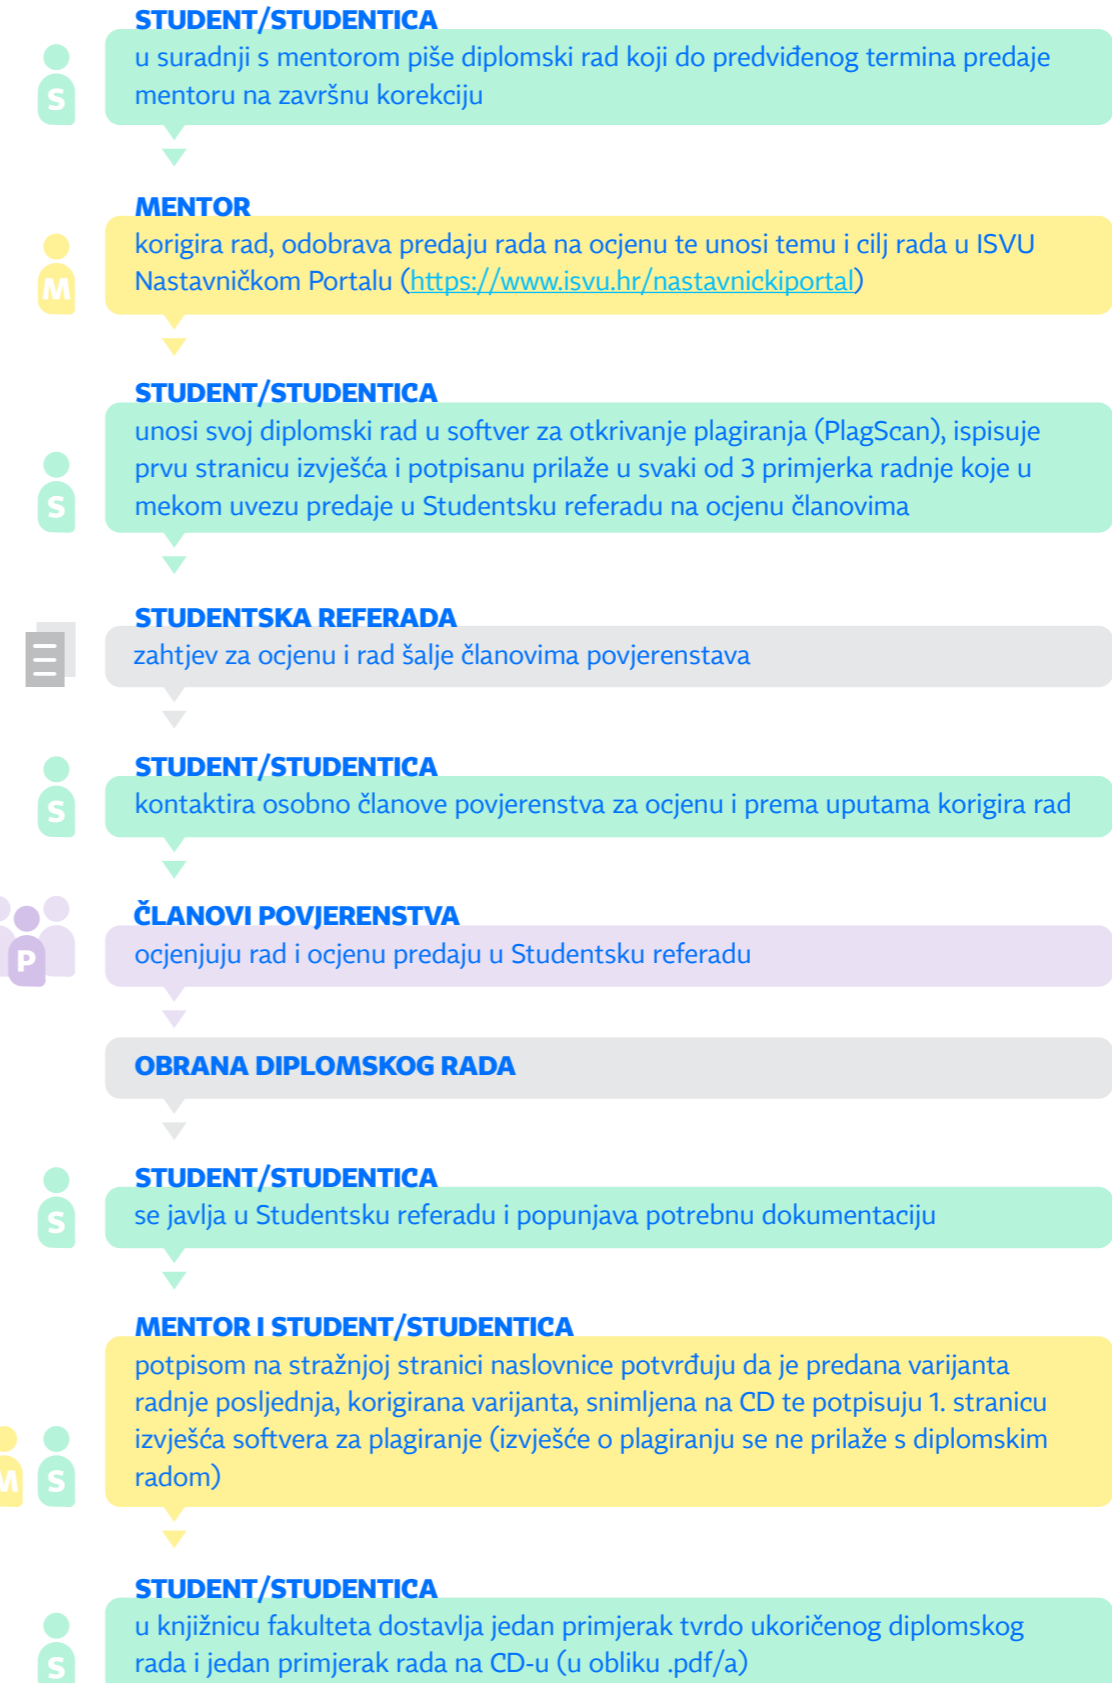 STUDENT/STUDENTICA
u suradnji s mentorom piše diplomski rad koji do predviđenog termina predaje
mentoru na završnu korekciju
S
MENTOR
korigira rad, odobrava predaju rada na ocjenu te unosi temu i cilj rada u ISVU
Nastavničkom Portalu (https://www.isvu.hr/nastavnickiportal)
M
STUDENT/STUDENTICA
unosi svoj diplomski rad u softver za otkrivanje plagiranja (PlagScan), ispisuje
prvu stranicu izvješća i potpisanu prilaže u svaki od 3 primjerka radnje koje u
mekom uvezu predaje u Studentsku referadu na ocjenu članovima
S
STUDENTSKA REFERADA
zahtjev za ocjenu i rad šalje članovima povjerenstava
STUDENT/STUDENTICA
kontaktira osobno članove povjerenstva za ocjenu i prema uputama korigira rad
S
ČLANOVI POVJERENSTVA
ocjenjuju rad i ocjenu predaju u Studentsku referadu
P
OBRANA DIPLOMSKOG RADA
STUDENT/STUDENTICA
se javlja u Studentsku referadu i popunjava potrebnu dokumentaciju
S
MENTOR I STUDENT/STUDENTICA
potpisom na stražnjoj stranici naslovnice potvrđuju da je predana varijanta
radnje posljednja, korigirana varijanta, snimljena na CD te potpisuju 1. stranicu
izvješća softvera za plagiranje (izvješće o plagiranju se ne prilaže s diplomskim
radom)
M S
STUDENT/STUDENTICA
u knjižnicu fakulteta dostavlja jedan primjerak tvrdo ukoričenog diplomskog
rada i jedan primjerak rada na CD-u (u obliku .pdf/a)
S